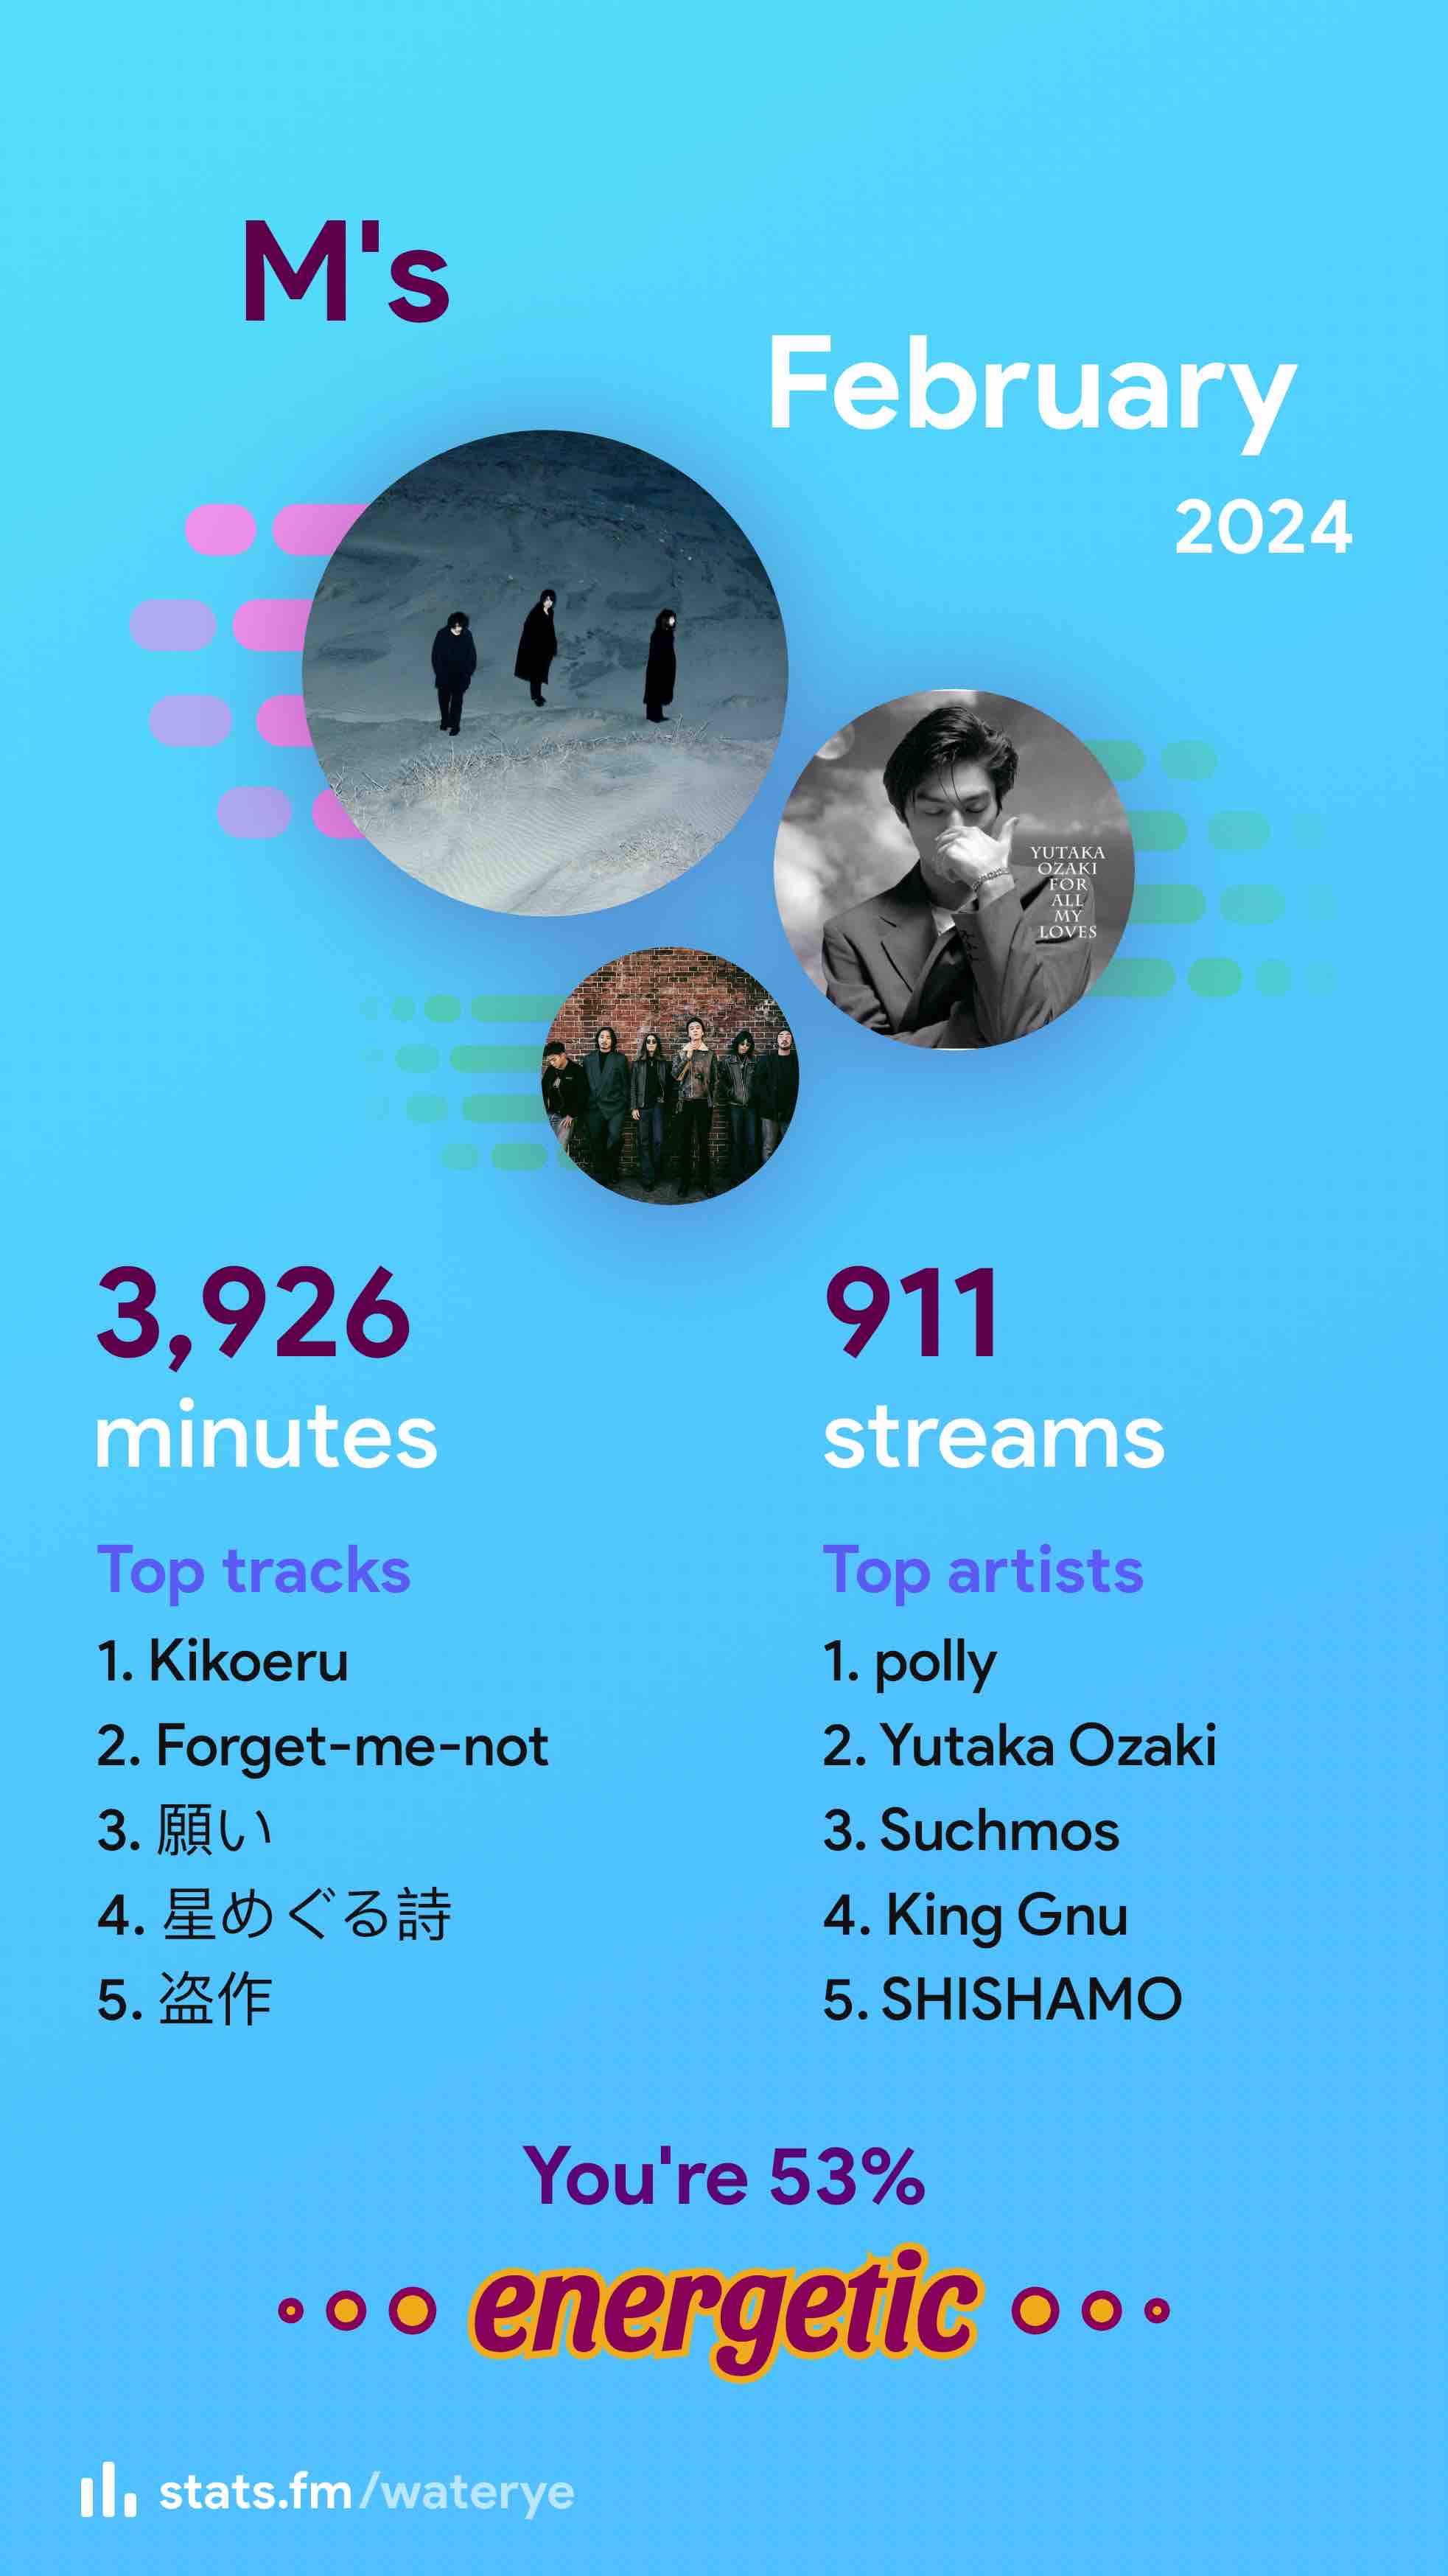 M's
February
2024
YUTAKA
OZAKI
FOR
ALL
MY
LOVES
3,926
minutes
911
streams
Top tracks
1. Kikoeru
2. Forget-me-not
3. 願い
4. 星めぐる詩
5. 盗作
Top artists
1. polly
2. Yutaka Ozaki
3. Suchmos
4. King Gnu
5. SHISHAMO
You're 53%
energetic
stats.fm/waterye